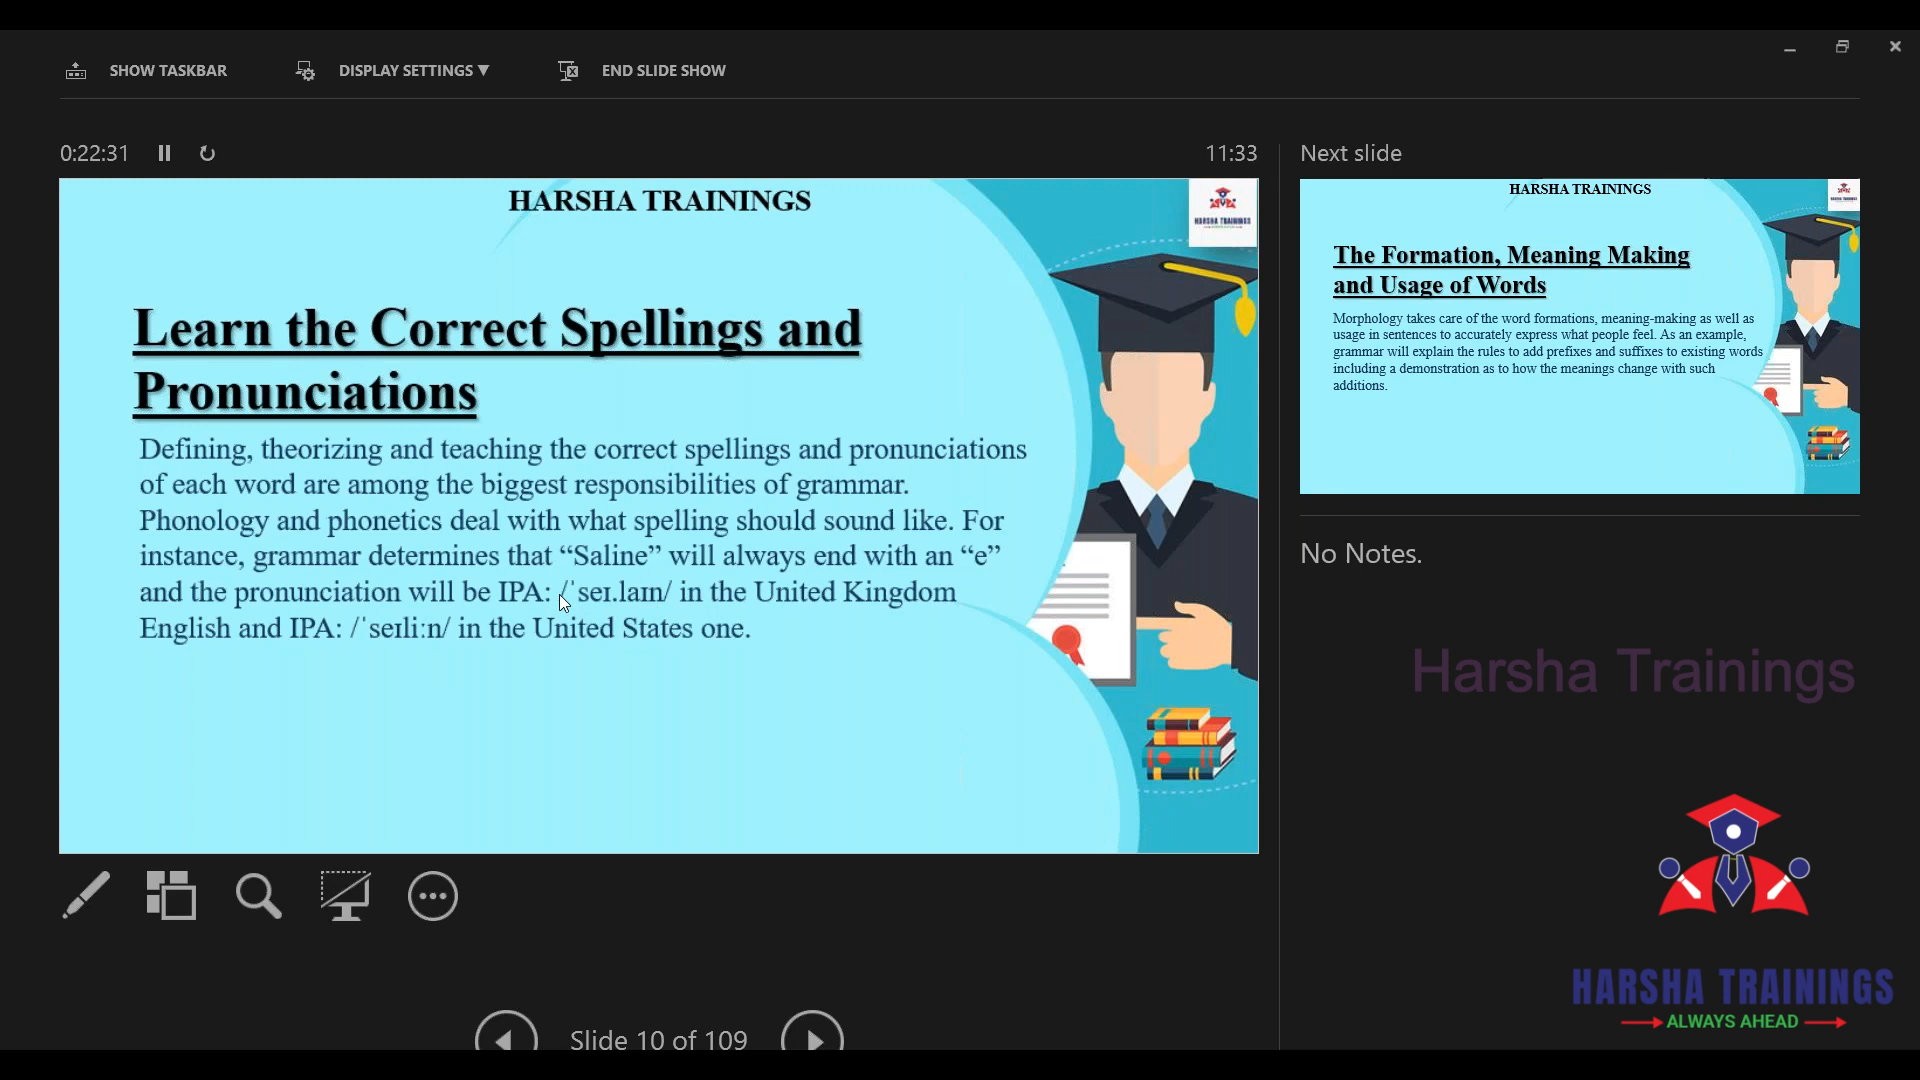 SHOW TASKBAR
DISPLAY SETTINGS ▼
END SLIDE SHOW
0:22:31
11:33
HARSHA TRAININGS
HARSHA TRAININGS
Learn the Correct Spellings and
Pronunciations
Defining, theorizing and teaching the correct spellings and pronunciations
of each word are among the biggest responsibilities of grammar.
Phonology and phonetics deal with what spelling should sound like. For
instance, grammar determines that “Saline” will always end with an “e”
and the pronunciation will be IPA: /ˈseɪ.laɪn/ in the United Kingdom
English and IPA: /ˈseɪliːn/ in the United States one.
Slide 10 of 109
Next slide
HARSHA TRAININGS
The Formation, Meaning Making
and Usage of Words
Morphology takes care of the word formations, meaning-making as well as
usage in sentences to accurately express what people feel. As an example,
grammar will explain the rules to add prefixes and suffixes to existing words
including a demonstration as to how the meanings change with such
additions.
No Notes.
Harsha Trainings
HARSHA TRAININGS
ALWAYS AHEAD